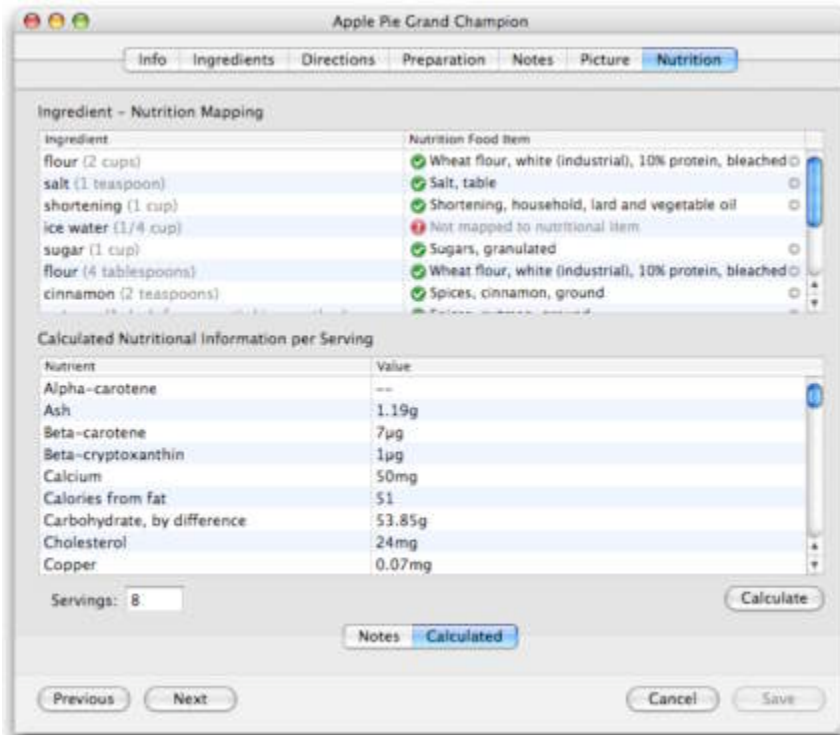 Apple Pie Grand Champion
Info Ingredients Directions Preparation Notes Picture Nutrition
Ingredient - Nutrition Mapping
Ingredient Nutrition Food Item
flour (2 cups) Wheat flour, white (industrial), 10% protein, bleached
salt (1 teaspoon) Salt, table
shortening (1 cup) Shortening, household, lard and vegetable oil
ice water (1/4 cup) Not mapped to nutritional item
sugar (1 cup) Sugars, granulated
flour (4 tablespoons) Wheat flour, white (industrial), 10% protein, bleached
cinnamon (2 teaspoons) Spices, cinnamon, ground
Calculated Nutritional Information per Serving
Nutrient Value
Alpha-carotene --
Ash 1.19g
Beta-carotene 7µg
Beta-cryptoxanthin 1µg
Calcium 50mg
Calories from fat 51
Carbohydrate, by difference 53.85g
Cholesterol 24mg
Copper 0.07mg
Servings: 8 Calculate
Notes Calculated
Previous Next Cancel Save